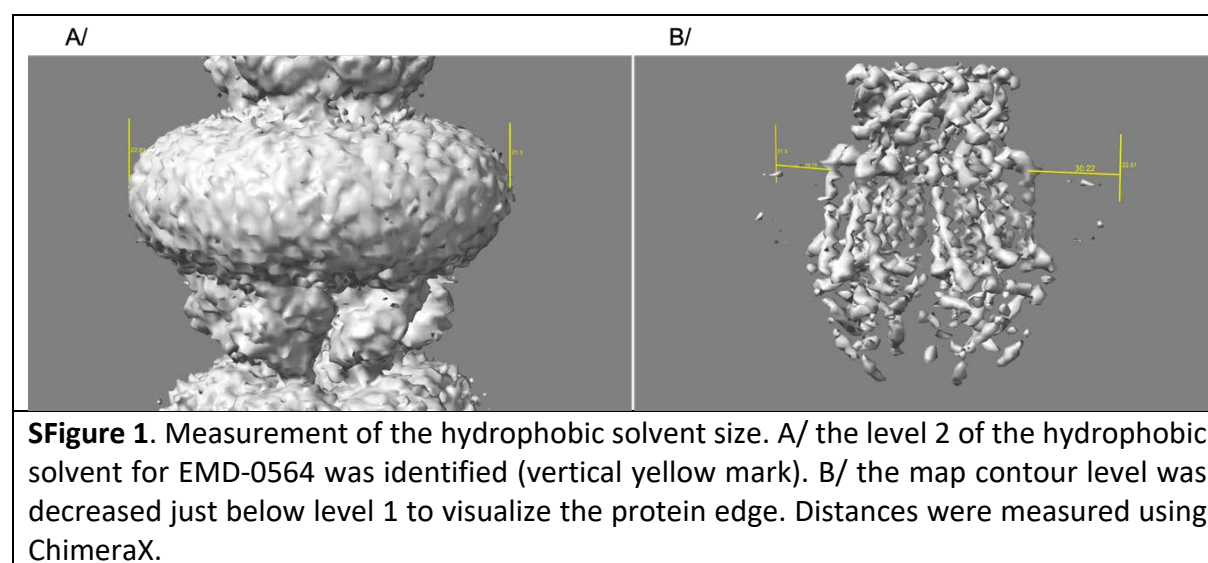 A/ B/
22.61 21.3
21.3 30.22 22.61
SFigure 1. Measurement of the hydrophobic solvent size. A/ the level 2 of the hydrophobic
solvent for EMD-0564 was identified (vertical yellow mark). B/ the map contour level was
decreased just below level 1 to visualize the protein edge. Distances were measured using
ChimeraX.